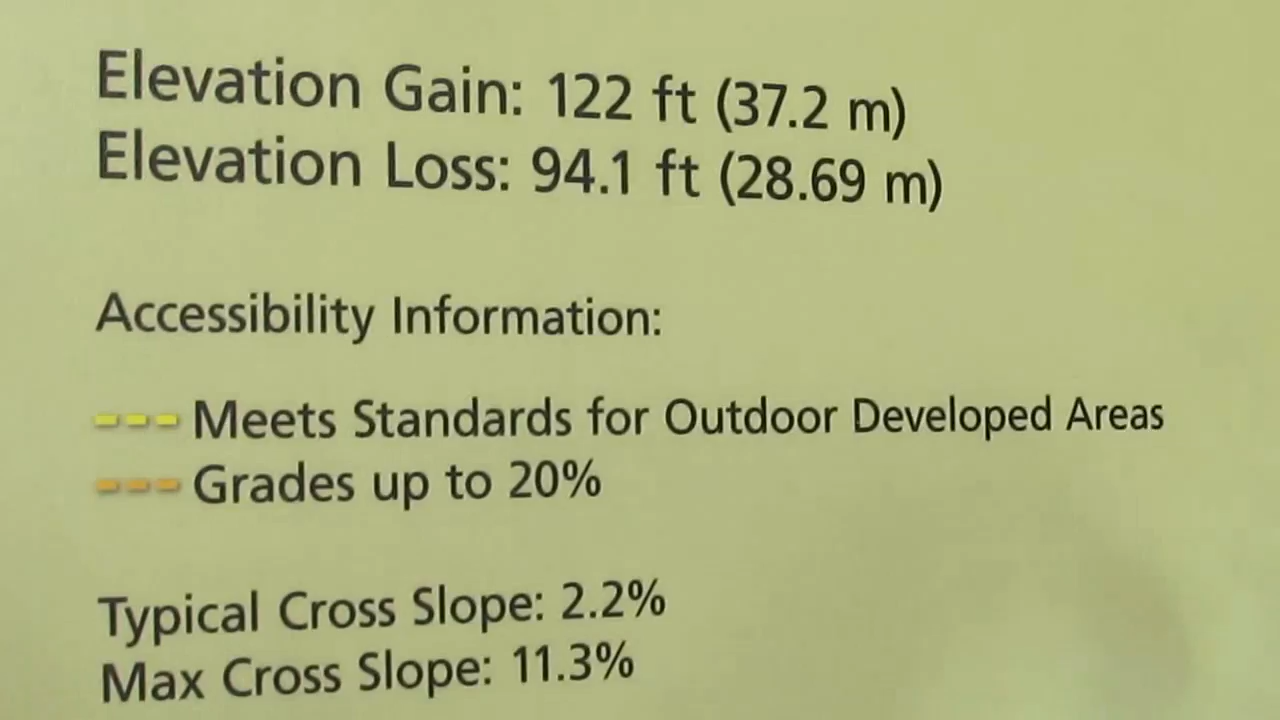 Elevation Gain: 122 ft (37.2 m)
Elevation Loss: 94.1 ft (28.69 m)
Accessibility Information:
Meets Standards for Outdoor Developed Areas
Grades up to 20%
Typical Cross Slope: 2.2%
Max Cross Slope: 11.3%